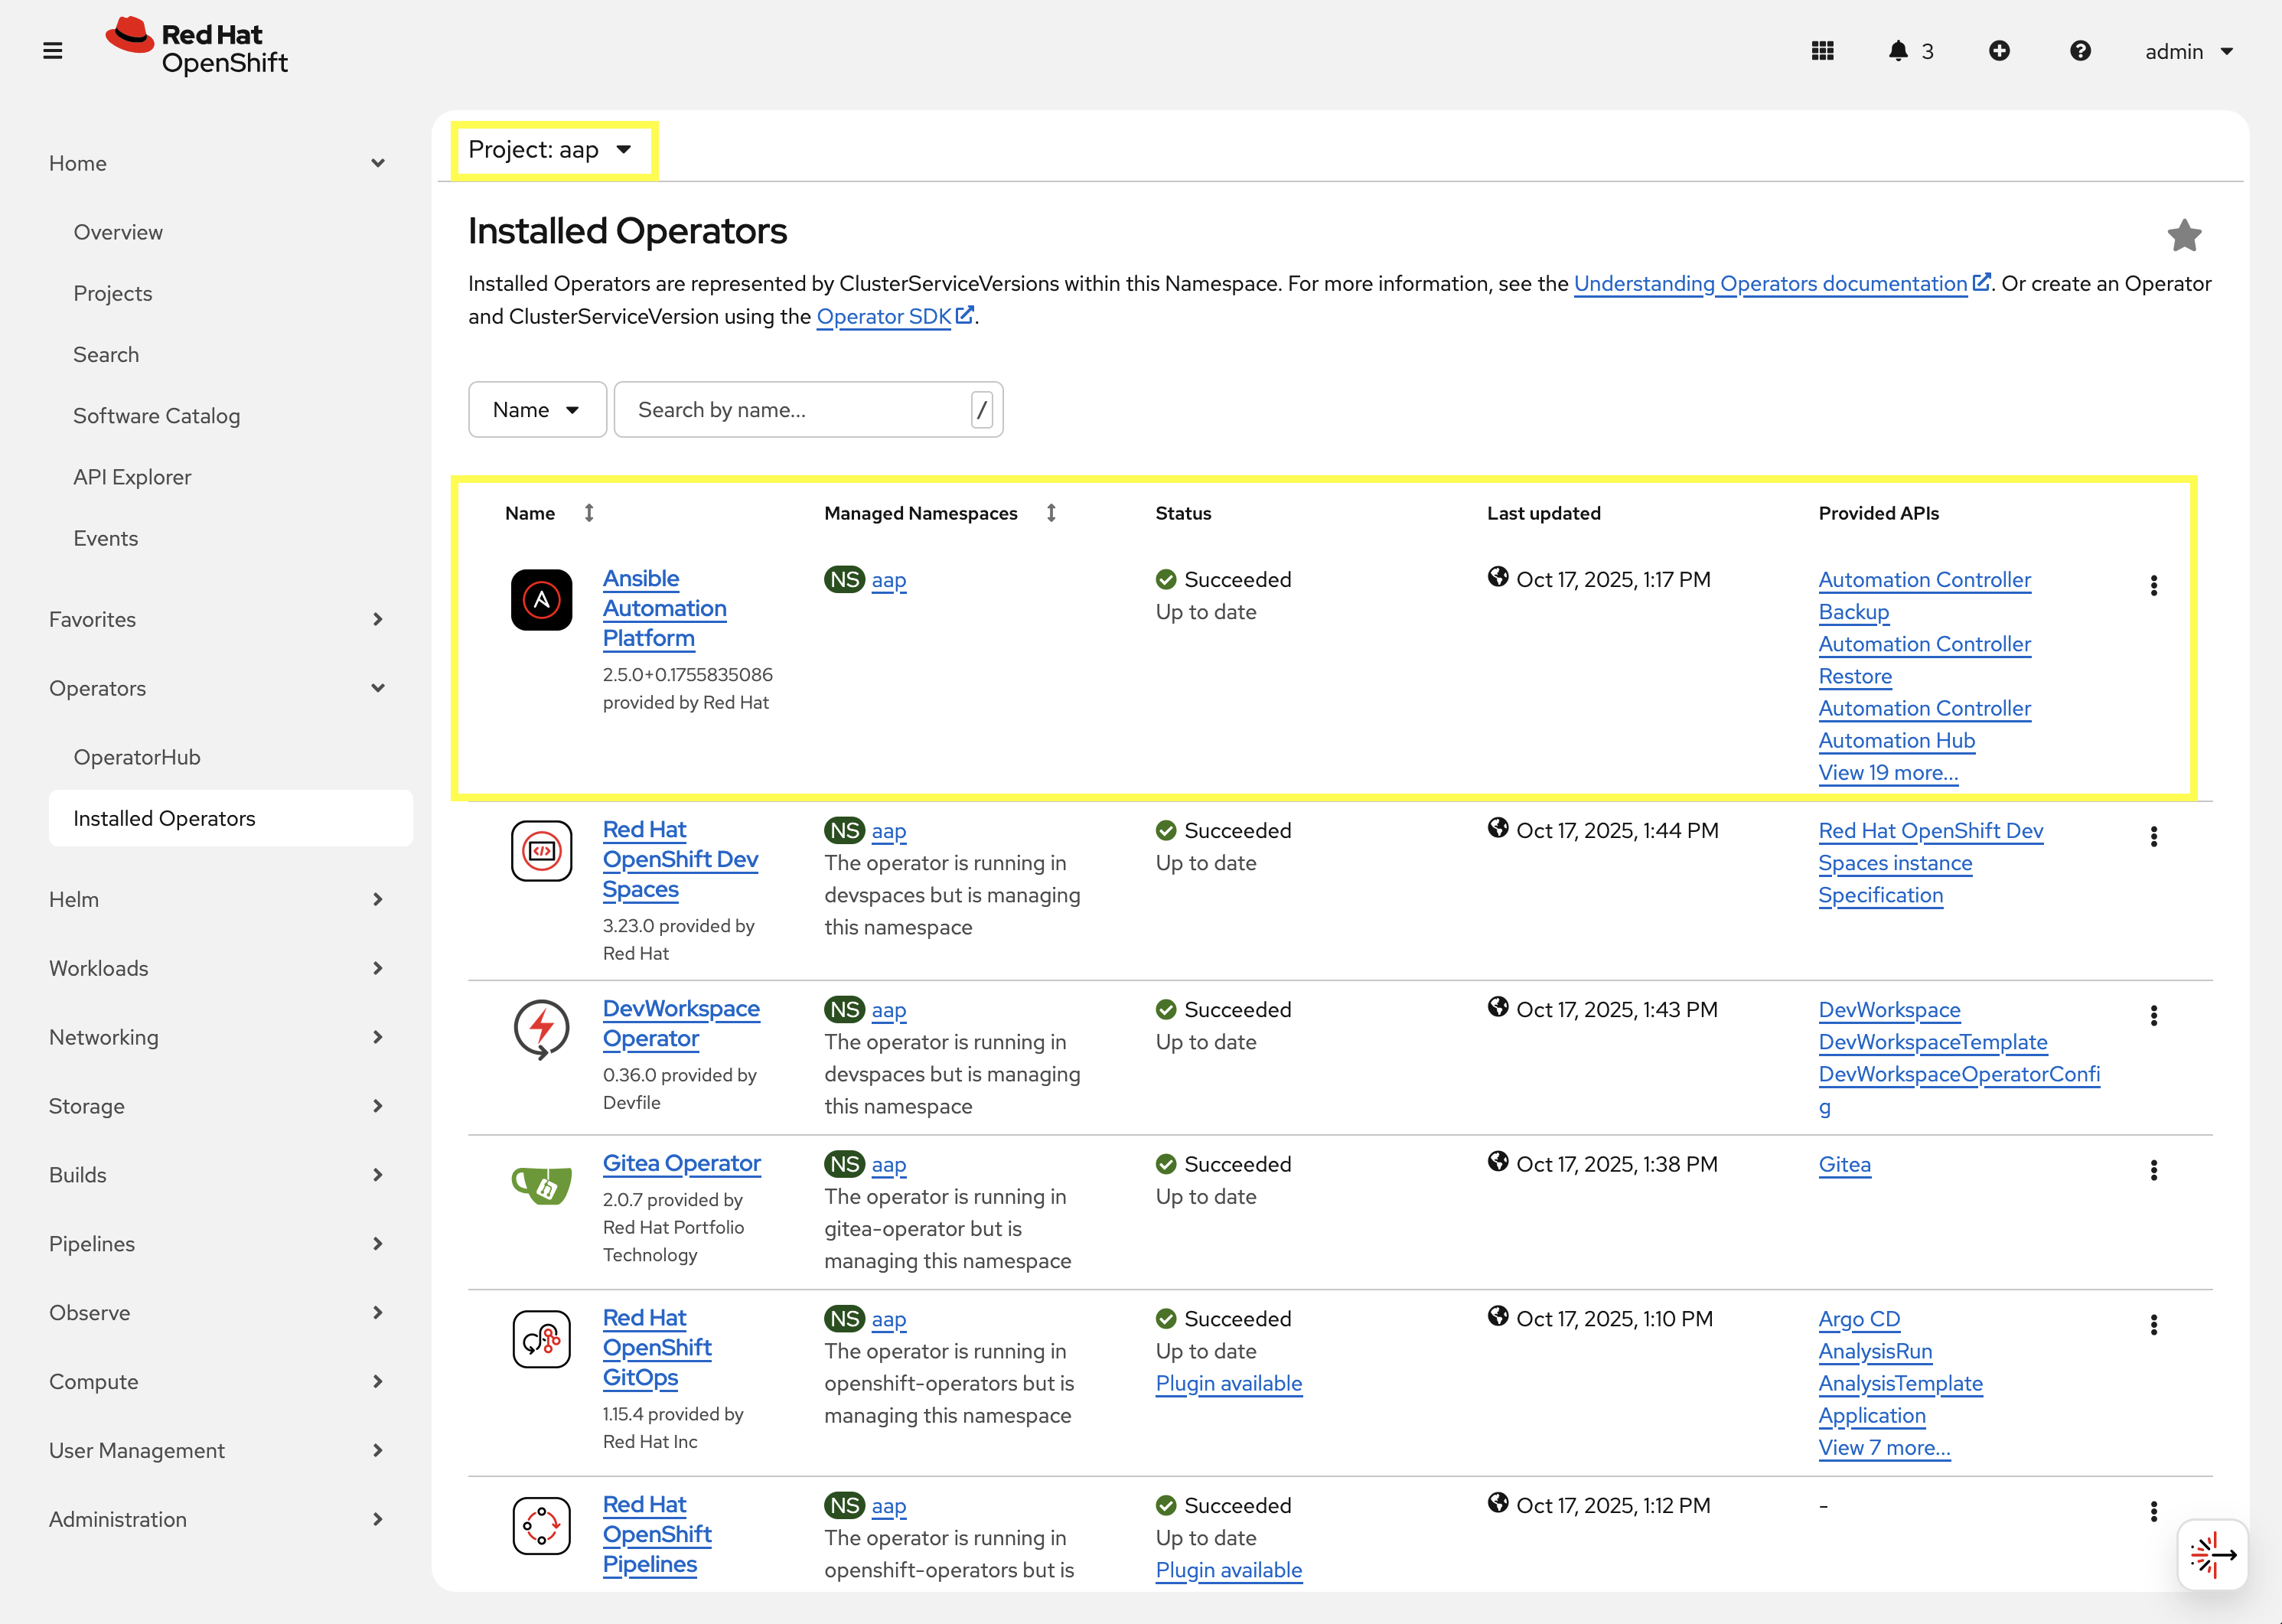 Red Hat
OpenShift
3
admin
Home
Overview
Projects
Search
Software Catalog
API Explorer
Events
Favorites
Operators
OperatorHub
Installed Operators
Helm
Workloads
Networking
Storage
Builds
Pipelines
Observe
Compute
User Management
Administration
Project: aap
Installed Operators
Installed Operators are represented by ClusterServiceVersions within this Namespace. For more information, see the Understanding Operators documentation. Or create an Operator
and ClusterServiceVersion using the Operator SDK.
Name
Search by name...
/
Name Managed Namespaces Status Last updated Provided APIs
Ansible
Automation
Platform
2.5.0+0.1755835086
provided by Red Hat
NS aap
Succeeded
Up to date
Oct 17, 2025, 1:17 PM
Automation Controller
Backup
Automation Controller
Restore
Automation Controller
Automation Hub
View 19 more...
Red Hat
OpenShift Dev
Spaces
3.23.0 provided by
Red Hat
NS aap
The operator is running in
devspaces but is managing
this namespace
Succeeded
Up to date
Oct 17, 2025, 1:44 PM
Red Hat OpenShift Dev
Spaces instance
Specification
DevWorkspace
Operator
0.36.0 provided by
Devfile
NS aap
The operator is running in
devspaces but is managing
this namespace
Succeeded
Up to date
Oct 17, 2025, 1:43 PM
DevWorkspace
DevWorkspaceTemplate
DevWorkspaceOperatorConfi
g
Gitea Operator
2.0.7 provided by
Red Hat Portfolio
Technology
NS aap
The operator is running in
gitea-operator but is
managing this namespace
Succeeded
Up to date
Oct 17, 2025, 1:38 PM
Gitea
Red Hat
OpenShift
GitOps
1.15.4 provided by
Red Hat Inc
NS aap
The operator is running in
openshift-operators but is
managing this namespace
Succeeded
Up to date
Plugin available
Oct 17, 2025, 1:10 PM
Argo CD
AnalysisRun
AnalysisTemplate
Application
View 7 more...
Red Hat
OpenShift
Pipelines
NS aap
The operator is running in
openshift-operators but is
Succeeded
Up to date
Plugin available
Oct 17, 2025, 1:12 PM
-